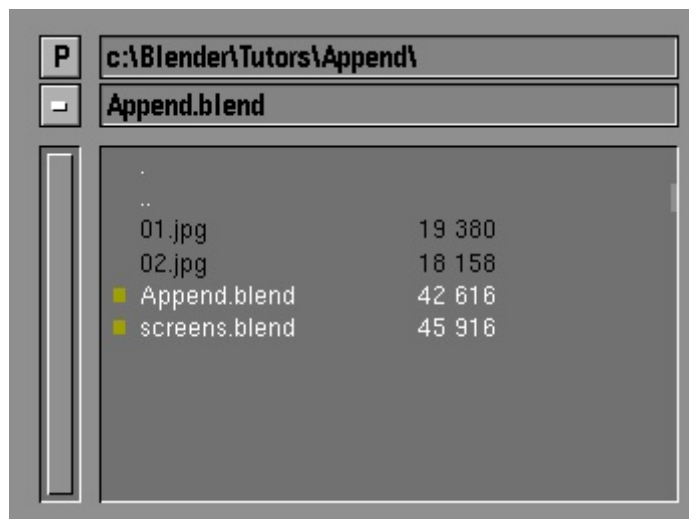 P c:\Blender\Tutors\Append\
Append.blend
.
..
01.jpg 19 380
02.jpg 18 158
Append.blend 42 616
screens.blend 45 916